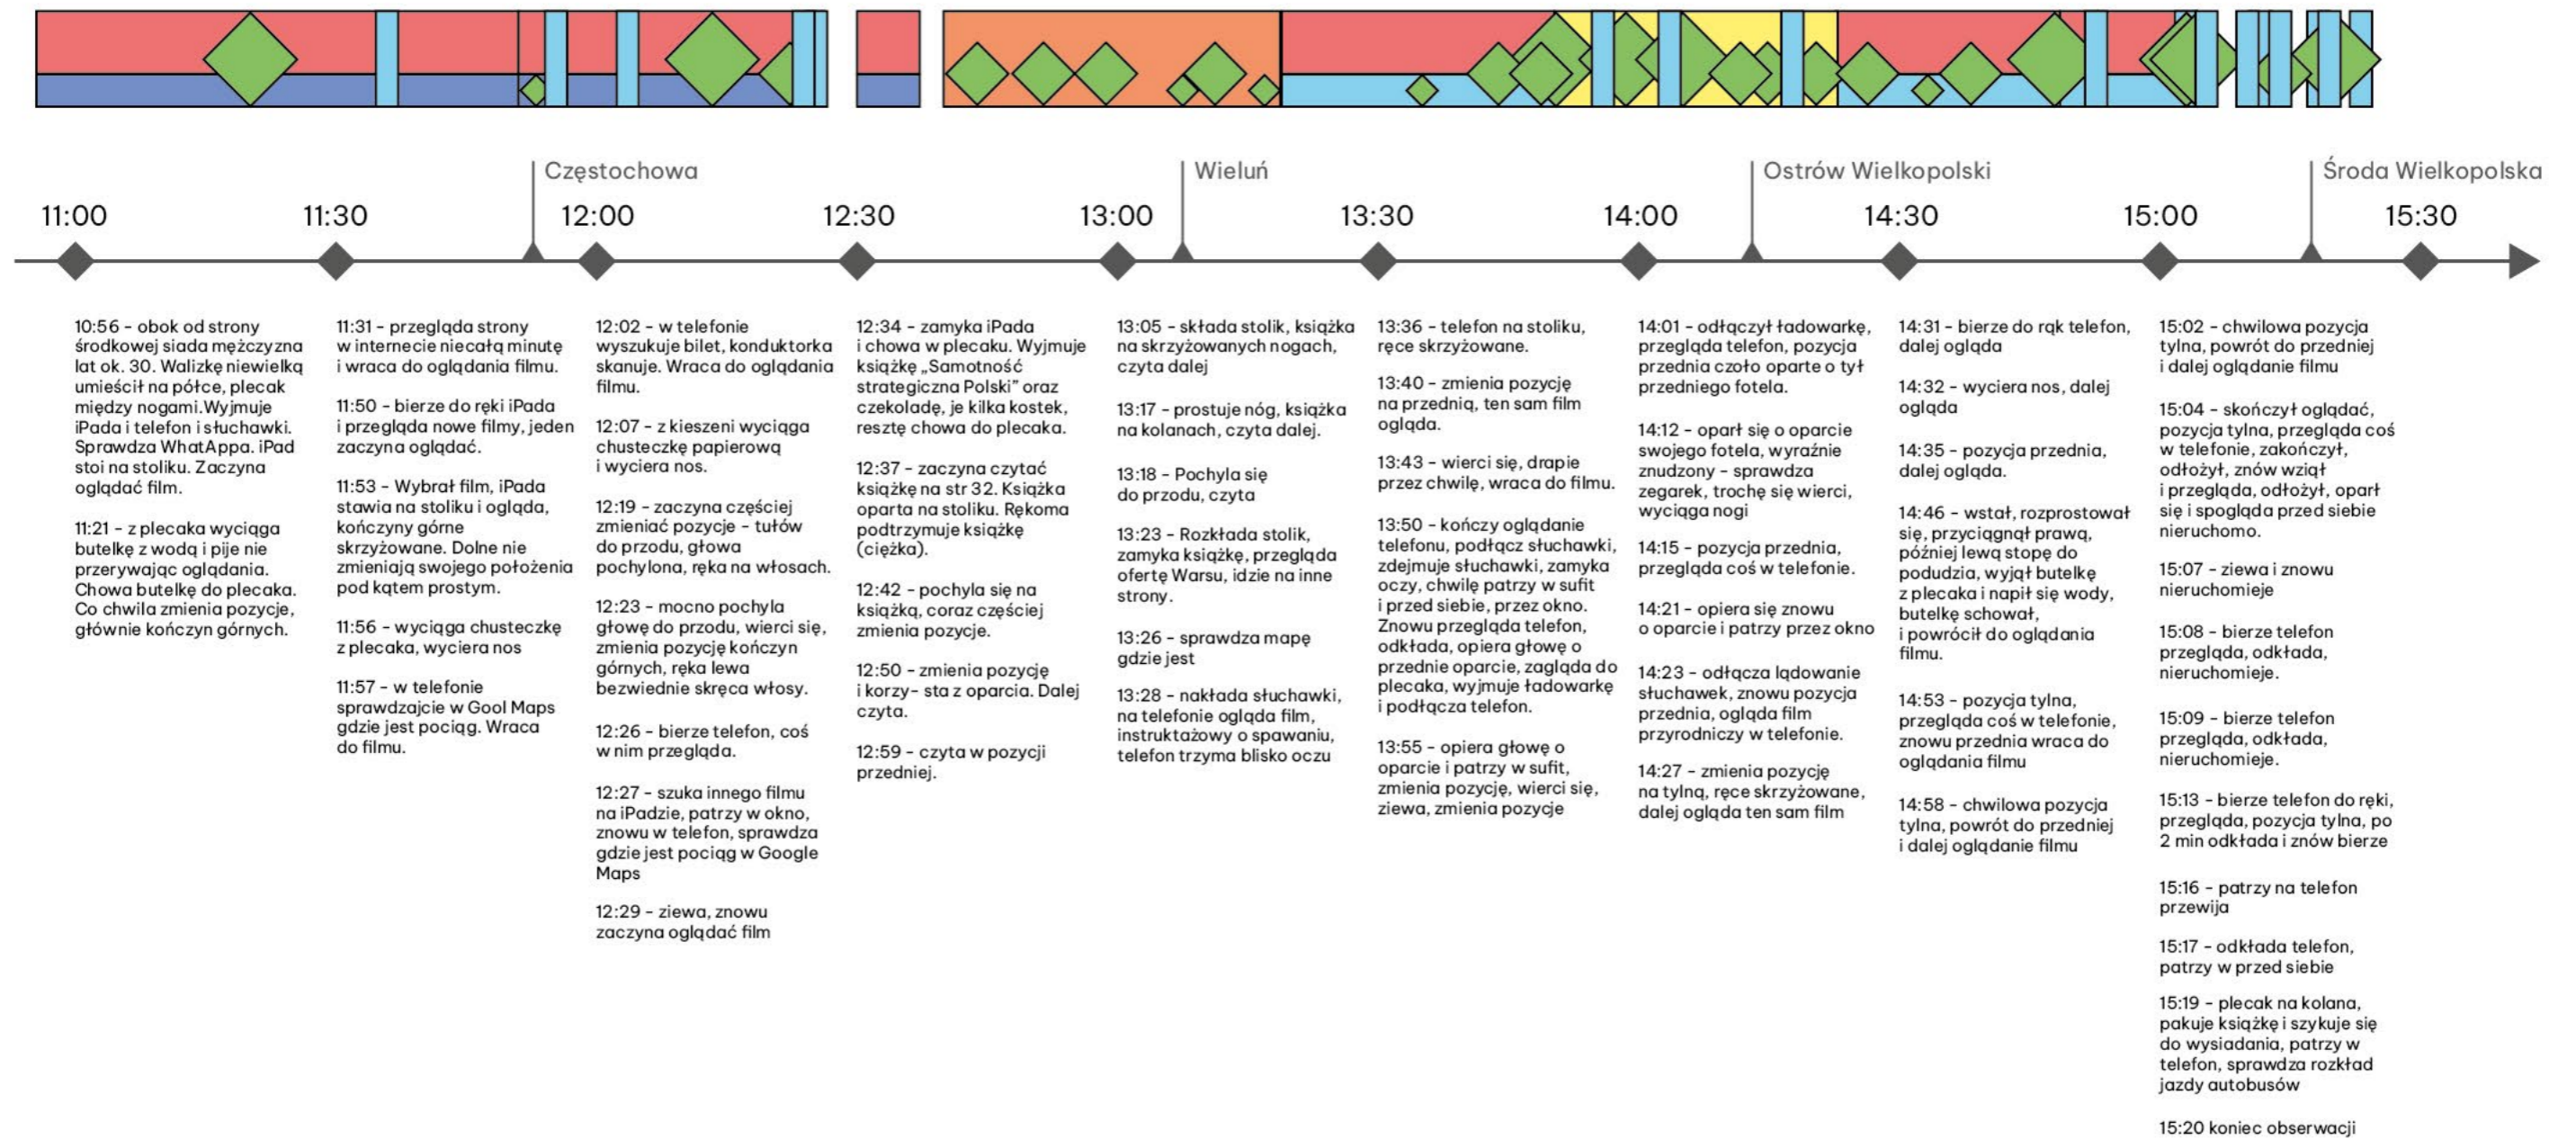 Częstochowa
Wieluń
Ostrów Wielkopolski
Środa Wielkopolska
11:00
11:30
12:00
12:30
13:00
13:30
14:00
14:30
15:00
15:30
10:56 – obok od strony
środkowej siada mężczyzna
lat ok. 30. Walizkę niewielką
umieścił na półce, plecak
między nogami.Wyjmuje
iPada i telefon i słuchawki.
Sprawdza WhatAppa. iPad
stoi na stoliku. Zaczyna
oglądać film.
11:21 – z plecaka wyciąga
butelkę z wodą i pije nie
przerywając oglądania.
Chowa butelkę do plecaka.
Co chwila zmienia pozycje,
głównie kończyn górnych.
11:31 – przegląda strony
w internecie niecałą minutę
i wraca do oglądania filmu.
11:50 – bierze do ręki iPada
i przegląda nowe filmy, jeden
zaczyna oglądać.
11:53 – Wybrał film, iPada
stawia na stoliku i ogląda,
kończyny górne
skrzyżowane. Dolne nie
zmieniają swojego położenia
pod kątem prostym.
11:56 – wyciąga chusteczkę
z plecaka, wyciera nos
11:57 – w telefonie
sprawdzajcie w Gool Maps
gdzie jest pociąg. Wraca
do filmu.
12:02 – w telefonie
wyszukuje bilet, konduktorka
skanuje. Wraca do oglądania
filmu.
12:07 – z kieszeni wyciąga
chusteczkę papierową
i wyciera nos.
12:19 – zaczyna częściej
zmieniać pozycje – tułów
do przodu, głowa
pochylona, ręka na włosach.
12:23 – mocno pochyla
głowę do przodu, wierci się,
zmienia pozycję kończyn
górnych, ręka lewa
bezwiednie skręca włosy.
12:26 – bierze telefon, coś
w nim przegląda.
12:27 – szuka innego filmu
na iPadzie, patrzy w okno,
znowu w telefon, sprawdza
gdzie jest pociąg w Google
Maps
12:29 – ziewa, znowu
zaczyna oglądać film
12:34 – zamyka iPada
i chowa w plecaku. Wyjmuje
książkę „Samotność
strategiczna Polski” oraz
czekoladę, je kilka kostek,
resztę chowa do plecaka.
12:37 – zaczyna czytać
książkę na str 32. Książka
oparta na stoliku. Rękoma
podtrzymuje książkę
(ciężka).
12:42 – pochyla się na
książką, coraz częściej
zmienia pozycje.
12:50 – zmienia pozycję
i korzy– sta z oparcia. Dalej
czyta.
12:59 – czyta w pozycji
przedniej.
13:05 – składa stolik, książka
na skrzyżowanych nogach,
czyta dalej
13:17 – prostuje nóg, książka
na kolanach, czyta dalej.
13:18 – Pochyla się
do przodu, czyta
13:23 – Rozkłada stolik,
zamyka książkę, przegląda
ofertę Warsu, idzie na inne
strony.
13:26 – sprawdza mapę
gdzie jest
13:28 – nakłada słuchawki,
na telefonie ogląda film,
instruktażowy o spawaniu,
telefon trzyma blisko oczu
13:36 – telefon na stoliku,
ręce skrzyżowane.
13:40 – zmienia pozycję
na przednią, ten sam film
ogląda.
13:43 – wierci się, drapie
przez chwilę, wraca do filmu.
13:50 – kończy oglądanie
telefonu, podłącz słuchawki,
zdejmuje słuchawki, zamyka
oczy, chwilę patrzy w sufit
i przed siebie, przez okno.
Znowu przegląda telefon,
odkłada, opiera głowę o
przednie oparcie, zagląda do
plecaka, wyjmuje ładowarkę
i podłącza telefon.
13:55 – opiera głowę o
oparcie i patrzy w sufit,
zmienia pozycję, wierci się,
ziewa, zmienia pozycje
14:01 – odłączył ładowarkę,
przegląda telefon, pozycja
przednia czoło oparte o tył
przedniego fotela.
14:12 – oparł się o oparcie
swojego fotela, wyraźnie
znudzony – sprawdza
zegarek, trochę się wierci,
wyciąga nogi
14:15 – pozycja przednia,
przegląda coś w telefonie.
14:21 – opiera się znowu
o oparcie i patrzy przez okno
14:23 – odłącza lądowanie
słuchawek, znowu pozycja
przednia, ogląda film
przyrodniczy w telefonie.
14:27 – zmienia pozycję
na tylną, ręce skrzyżowane,
dalej ogląda ten sam film
14:31 – bierze do rąk telefon,
dalej ogląda
14:32 – wyciera nos, dalej
ogląda
14:35 – pozycja przednia,
dalej ogląda.
14:46 – wstał, rozprostował
się, przyciągnął prawą,
później lewą stopę do
podudzia, wyjął butelkę
z plecaka i napił się wody,
butelkę schował,
i powrócił do oglądania
filmu.
14:53 – pozycja tylna,
przegląda coś w telefonie,
znowu przednia wraca do
oglądania filmu
14:58 – chwilowa pozycja
tylna, powrót do przedniej
i dalej oglądanie filmu
15:02 – chwilowa pozycja
tylna, powrót do przedniej
i dalej oglądanie filmu
15:04 – skończył oglądać,
pozycja tylna, przegląda coś
w telefonie, zakończył,
odłożył, znów wziął
i przegląda, odłożył, oparł
się i spogląda przed siebie
nieruchomo.
15:07 – ziewa i znowu
nieruchomieje
15:08 – bierze telefon
przegląda, odkłada,
nieruchomieje.
15:09 – bierze telefon
przegląda, odkłada,
nieruchomieje.
15:13 – bierze telefon do ręki,
przegląda, pozycja tylna, po
2 min odkłada i znów bierze
15:16 – patrzy na telefon
przewija
15:17 – odkłada telefon,
patrzy w przed siebie
15:19 – plecak na kolana,
pakuje książkę i szykuje się
do wysiadania, patrzy w
telefon, sprawdza rozkład
jazdy autobusów
15:20 koniec obserwacji